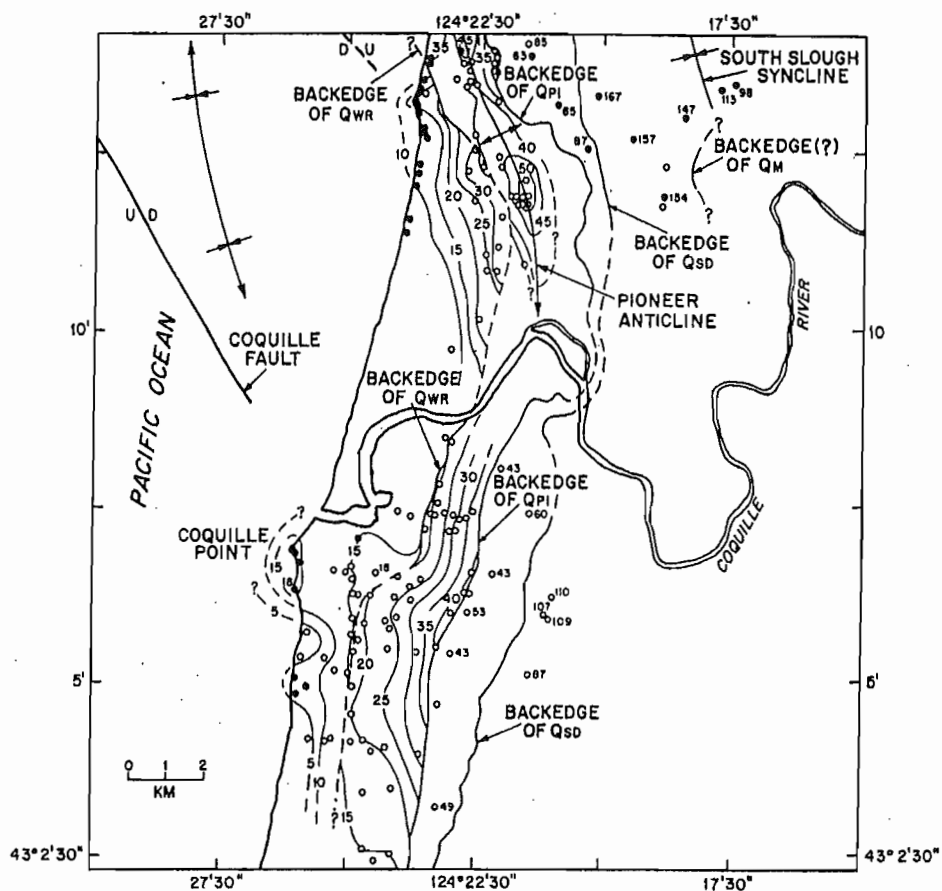 27'30"
124°22'30"
17'30"
?
D U
35
45
35
85
63
BACKEDGE
OF QPI
SOUTH SLOUGH
SYNCLINE
BACKEDGE
OF QWR
167
85
98
113
147
?
10
40
87
157
BACKEDGE(?)
OF QM
50
20
30
25
45
154
?
U D
15
?
BACKEDGE
OF QSD
?
PIONEER
ANTICLINE
RIVER
10'
10
COQUILLE
FAULT
BACKEDGE
OF QWR
PACIFIC OCEAN
30
43
BACKEDGE
OF QPI
60
COQUILLE
COQUILLE
POINT
?
15
15
18
18
43
?
5
40
53
110
107
109
35
43
20
87
5'
25
5'
BACKEDGE
OF QSD
0 1 2
KM
5
10
?
15
49
43°2'30"
43°2'30"
27'30"
124°22'30"
17'30"